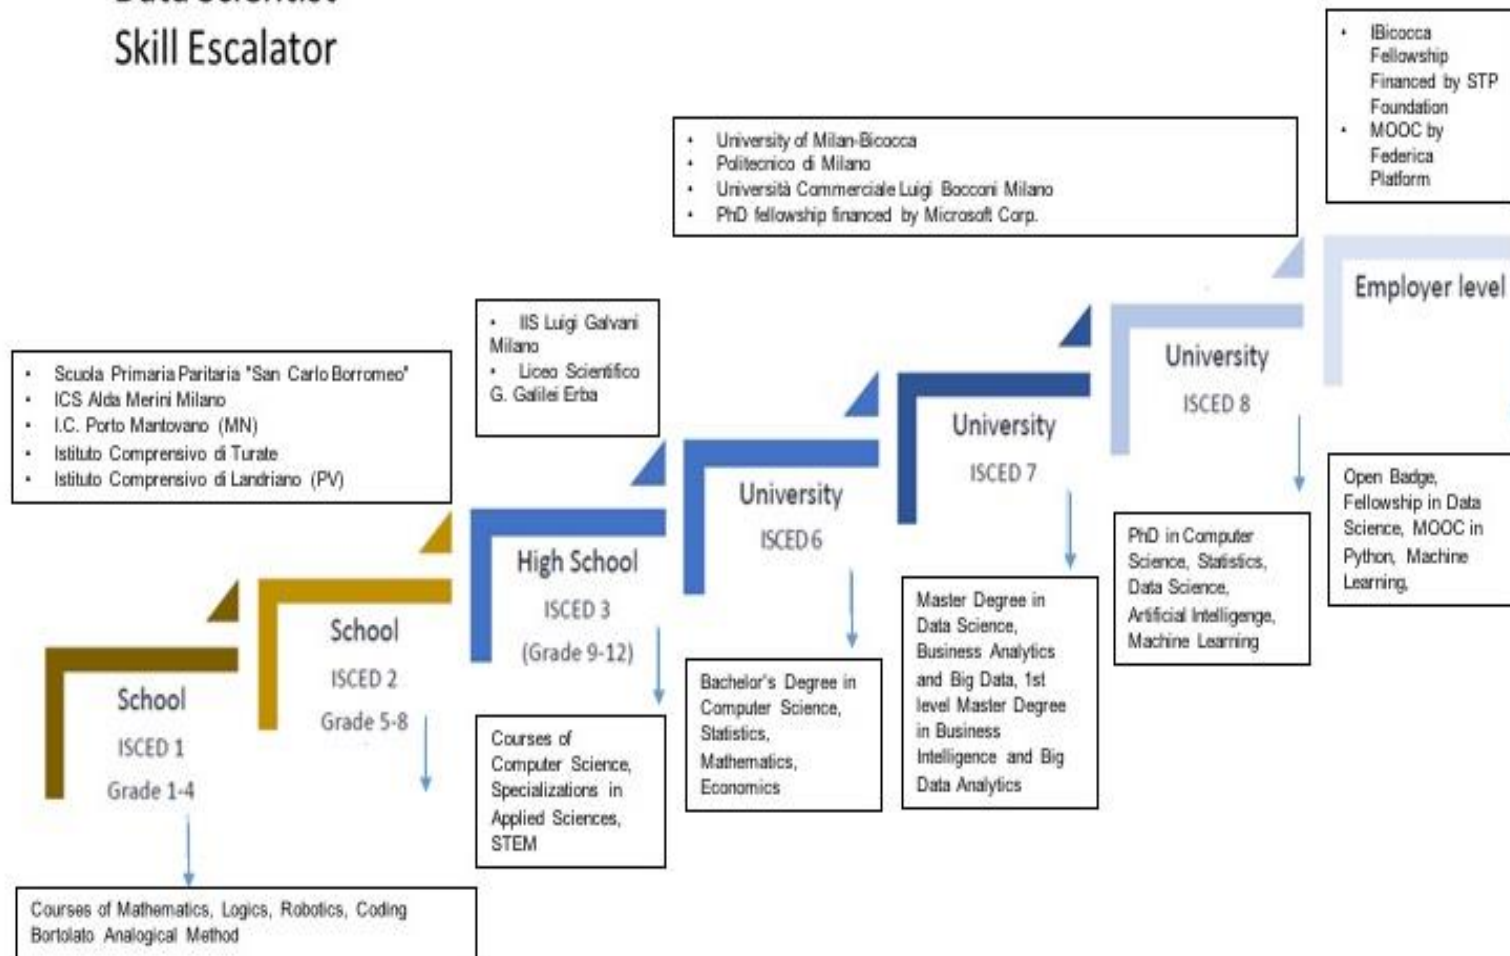 Data Scientist
Skill Escalator
• IBicocca
Fellowship
Financed by STP
Foundation
• MOOC by
Federica
Platform
• University of Milan-Bicocca
• Politecnico di Milano
• Università Commerciale Luigi Bocconi Milano
• PhD fellowship financed by Microsoft Corp.
• IIS Luigi Galvani
Milano
• Liceo Scientifico
G. Galilei Erba
• Scuola Primaria Paritaria "San Carlo Borromeo"
• ICS Alda Merini Milano
• I.C. Porto Mantovano (MN)
• Istituto Comprensivo di Turate
• Istituto Comprensivo di Landriano (PV)
School
ISCED 1
Grade 1-4
School
ISCED 2
Grade 5-8
High School
ISCED 3
(Grade 9-12)
University
ISCED 6
University
ISCED 7
University
ISCED 8
Employer level
Courses of Mathematics, Logics, Robotics, Coding
Bortolato Analogical Method
Courses of
Computer Science,
Specializations in
Applied Sciences,
STEM
Bachelor's Degree in
Computer Science,
Statistics,
Mathematics,
Economics
Master Degree in
Data Science,
Business Analytics
and Big Data, 1st
level Master Degree
in Business
Intelligence and Big
Data Analytics
PhD in Computer
Science, Statistics,
Data Science,
Artificial Intelligenge,
Machine Learning
Open Badge,
Fellowship in Data
Science, MOOC in
Python, Machine
Learning,